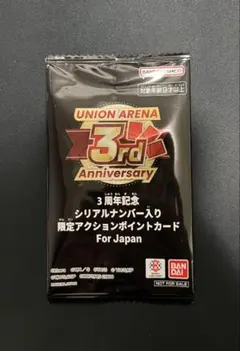 BANDAI NAMCO
UNION ARENA
3rd
Anniversary
3周年記念
シリアルナンバー入り
限定アクションポイントカード
For Japan
BAN
DAI
NOT FOR SALE